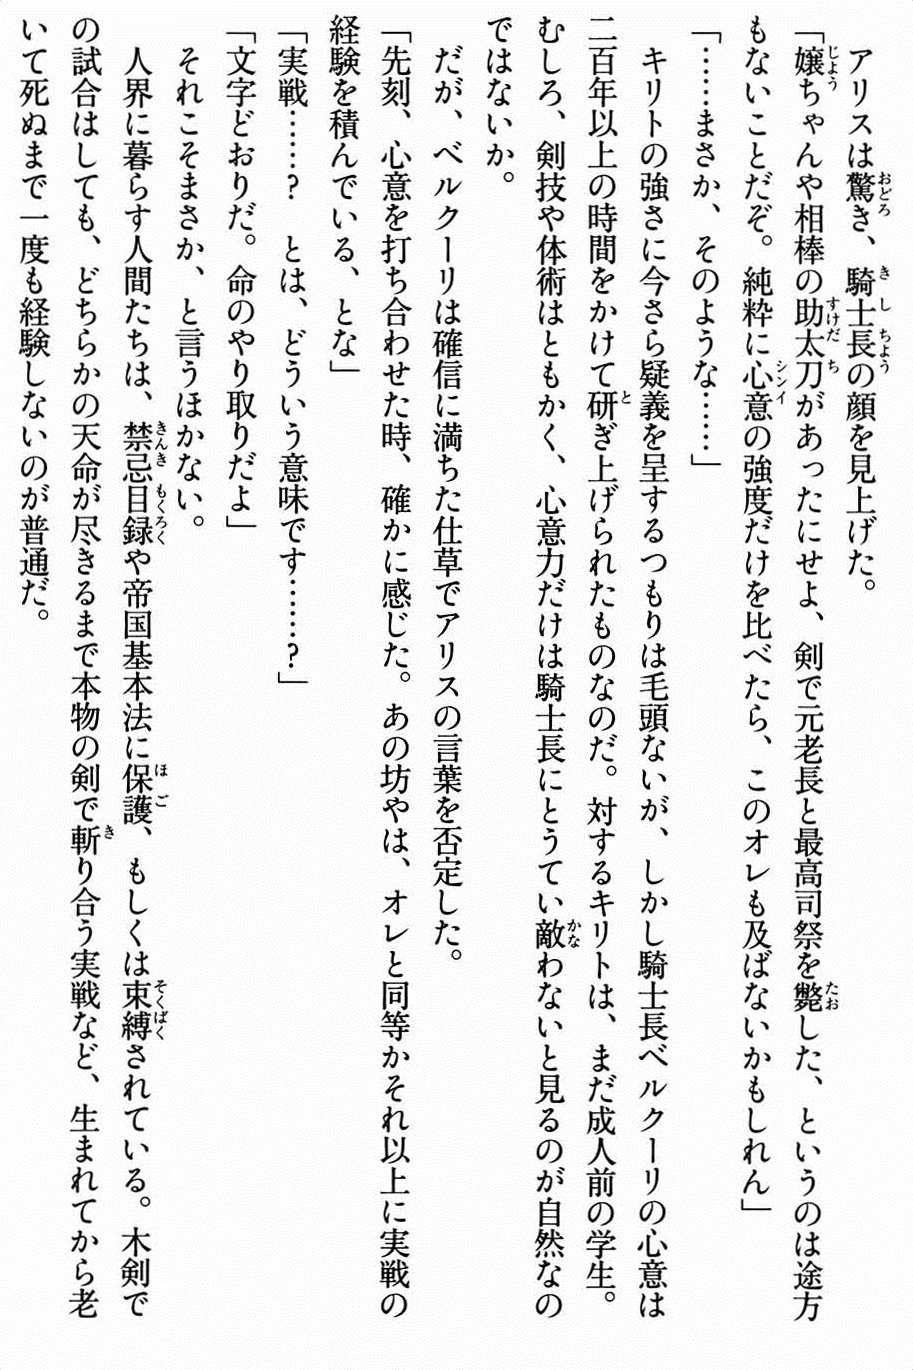 アリスは驚き、騎士長の顔を見上げた。
「嬢ちゃんや相棒の助太刀があったにせよ、剣で元老長と最高司祭を斃した、というのは途方
もないことだぞ。純粋に心意の強度だけを比べたら、このオレも及ばないかもしれん」
「……まさか、そのような……」
キリトの強さに今さら疑義を呈するつもりは毛頭ないが、しかし騎士長ベルクーリの心意は
二百年以上の時間をかけて研ぎ上げられたものなのだ。対するキリトは、まだ成人前の学生。
むしろ、剣技や体術はともかく、心意力だけは騎士長にとうてい敵わないと見るのが自然なの
ではないか。
だが、ベルクーリは確信に満ちた仕草でアリスの言葉を否定した。
「先刻、心意を打ち合わせた時、確かに感じた。あの坊やは、オレと同等かそれ以上に実戦の
経験を積んでいる、とな」
「実戦……?　とは、どういう意味です……?」
「文字どおりだ。命のやり取りだよ」
それこそまさか、と言うほかない。
人界に暮らす人間たちは、禁忌目録や帝国基本法に保護、もしくは束縛されている。木剣で
の試合はしても、どちらかの天命が尽きるまで本物の剣で斬り合う実戦など、生まれてから老
いて死ぬまで一度も経験しないのが普通だ。